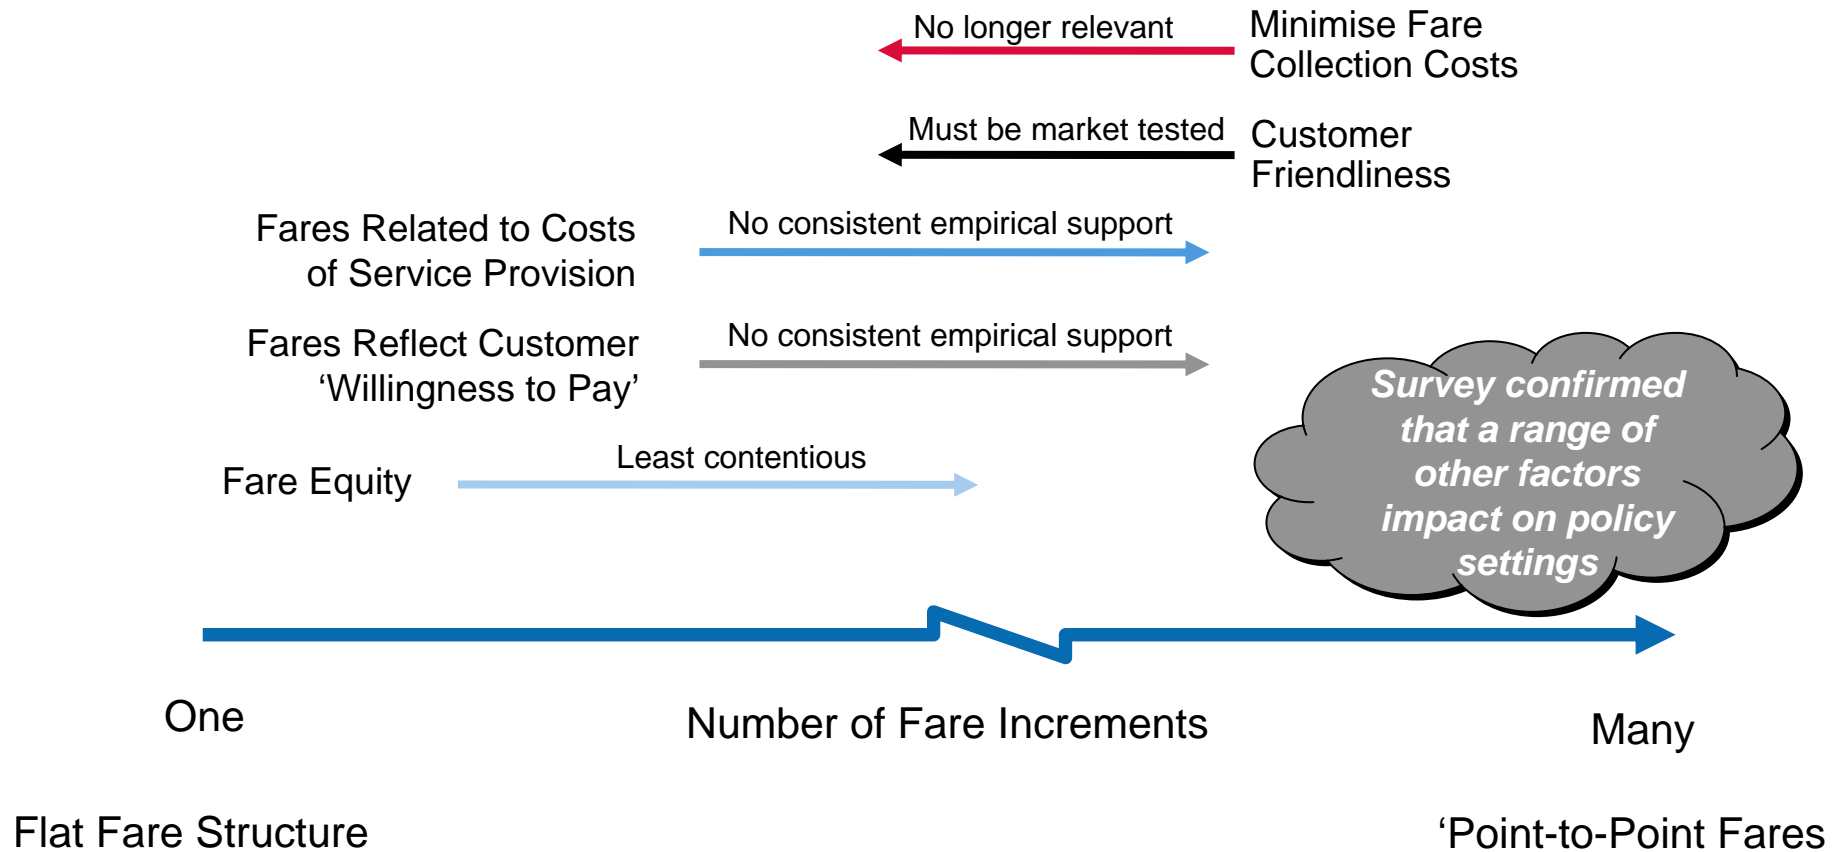 No longer relevant
Minimise Fare
Collection Costs
Must be market tested
Customer
Friendliness
Fares Related to Costs
of Service Provision
No consistent empirical support
Fares Reflect Customer
‘Willingness to Pay’
No consistent empirical support
Survey confirmed
that a range of
other factors
impact on policy
settings
Fare Equity
Least contentious
One
Number of Fare Increments
Many
Flat Fare Structure
‘Point-to-Point Fares